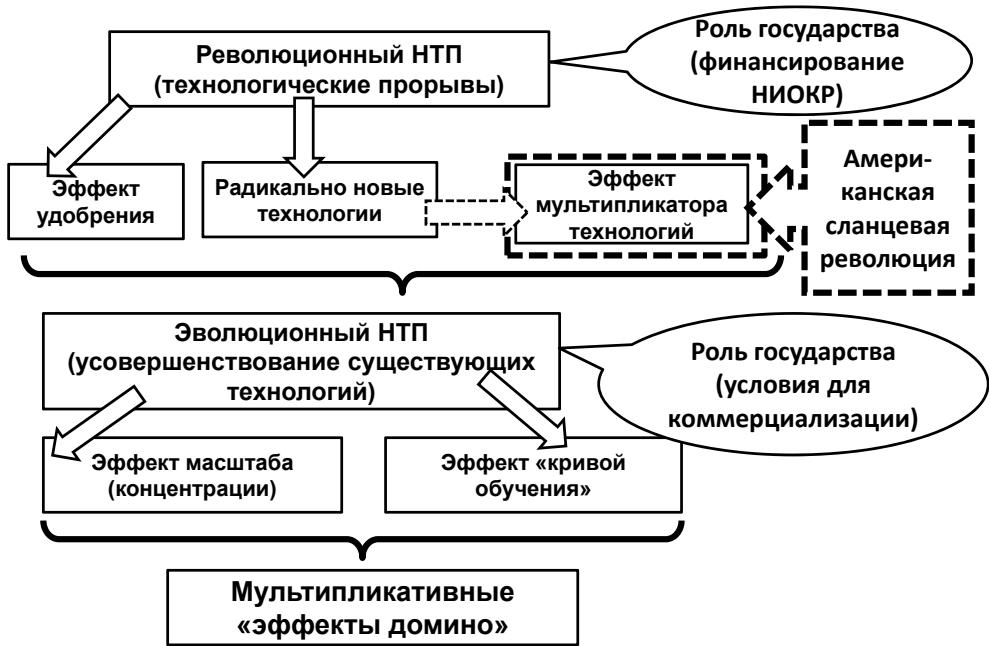 Революционный НТП
(технологические прорывы)
Роль государства
(финансирование
НИОКР)
Эффект
удобрения
Радикально новые
технологии
Эффект
мультипликатора
технологий
Амери-
канская
сланцевая
революция
Эволюционный НТП
(усовершенствование существующих
технологий)
Роль государства
(условия для
коммерциализации)
Эффект масштаба
(концентрации)
Эффект «кривой
обучения»
Мультипликативные
«эффекты домино»